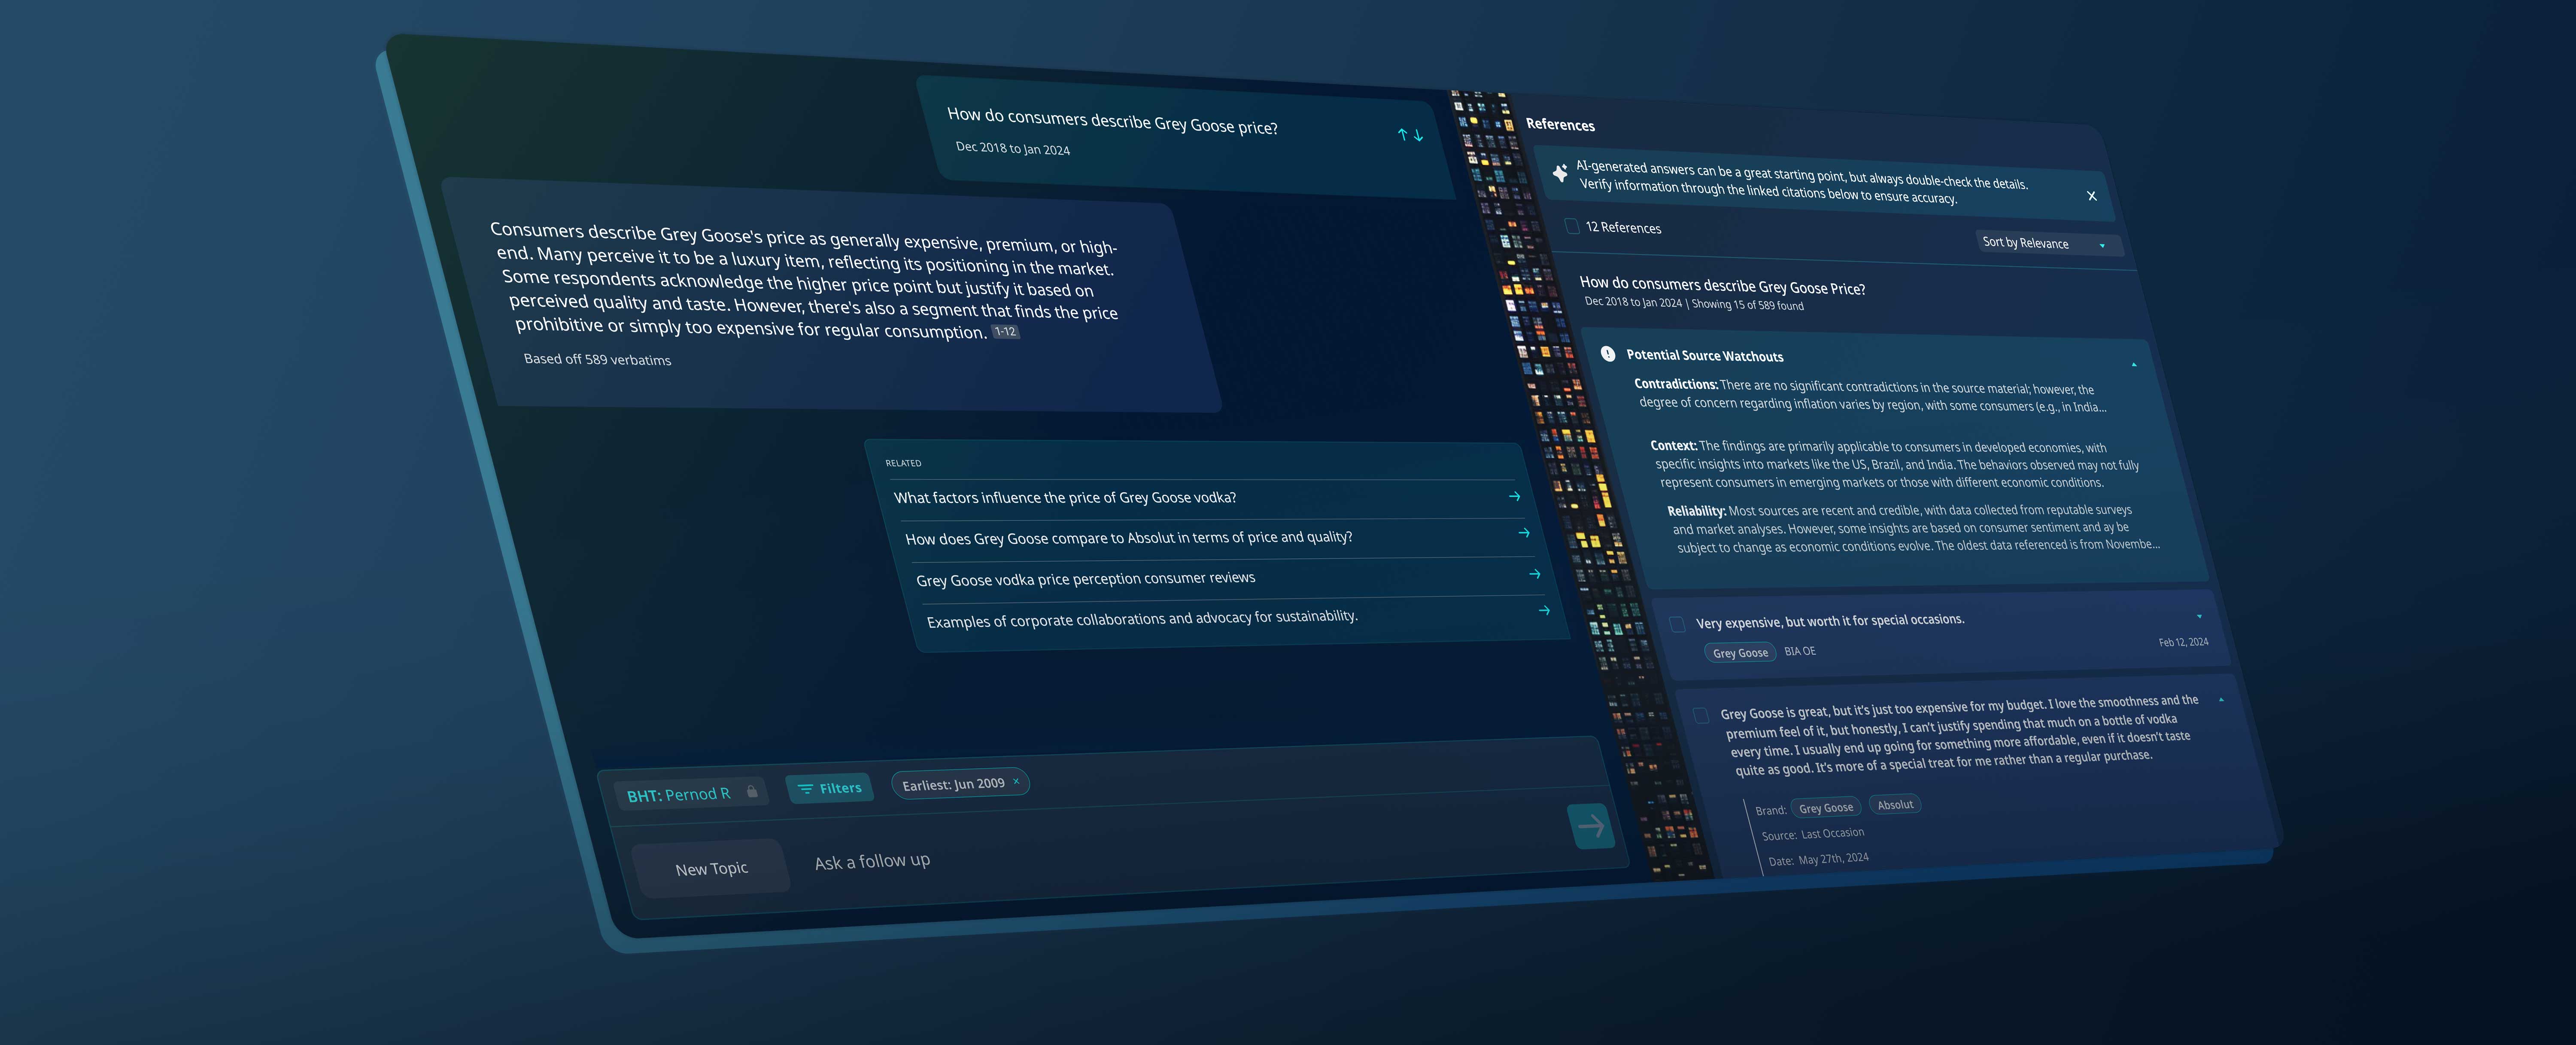 How do consumers describe Grey Goose price?
Dec 2018 to Jan 2024
Consumers describe Grey Goose's price as generally expensive, premium, or high-
end. Many perceive it to be a luxury item, reflecting its positioning in the market.
Some respondents acknowledge the higher price point but justify it based on
perceived quality and taste. However, there's also a segment that finds the price
prohibitive or simply too expensive for regular consumption. 1-12
Based off 589 verbatims
RELATED
What factors influence the price of Grey Goose vodka?
How does Grey Goose compare to Absolut in terms of price and quality?
Grey Goose vodka price perception consumer reviews
Examples of corporate collaborations and advocacy for sustainability.
BHT: Pernod R
Filters
Earliest: Jun 2009 ×
New Topic
Ask a follow up
References
AI-generated answers can be a great starting point, but always double-check the details.
Verify information through the linked citations below to ensure accuracy.
12 References
Sort by Relevance
How do consumers describe Grey Goose Price?
Dec 2018 to Jan 2024 | Showing 15 of 589 found
Potential Source Watchouts
Contradictions: There are no significant contradictions in the source material; however, the
degree of concern regarding inflation varies by region, with some consumers (e.g., in India...
Context: The findings are primarily applicable to consumers in developed economies, with
specific insights into markets like the US, Brazil, and India. The behaviors observed may not fully
represent consumers in emerging markets or those with different economic conditions.
Reliability: Most sources are recent and credible, with data collected from reputable surveys
and market analyses. However, some insights are based on consumer sentiment and ay be
subject to change as economic conditions evolve. The oldest data referenced is from Novembe...
Very expensive, but worth it for special occasions.
Grey Goose BIA OE
Feb 12, 2024
Grey Goose is great, but it's just too expensive for my budget. I love the smoothness and the
premium feel of it, but honestly, I can't justify spending that much on a bottle of vodka
every time. I usually end up going for something more affordable, even if it doesn't taste
quite as good. It's more of a special treat for me rather than a regular purchase.
Brand: Grey Goose Absolut
Source: Last Occasion
Date: May 27th, 2024